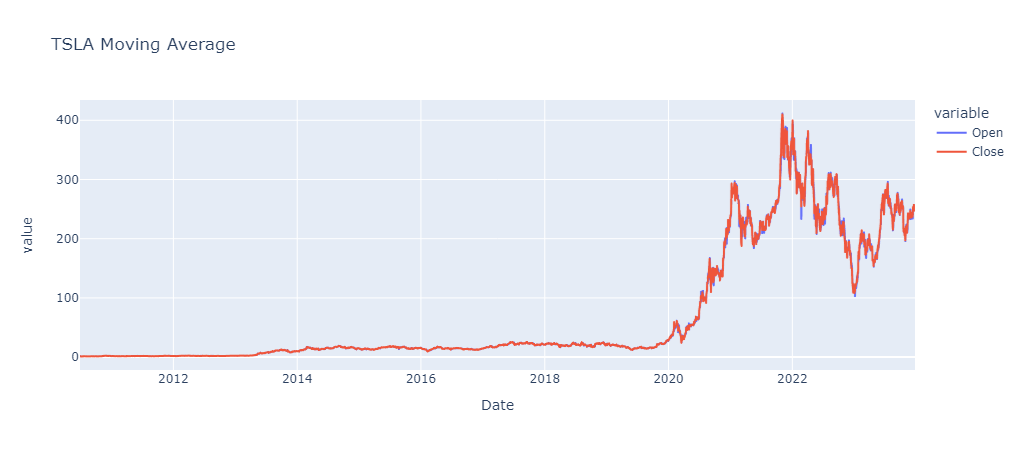 TSLA Moving Average
variable
Open
Close
value
400
300
200
100
0
2012 2014 2016 2018 2020 2022
Date